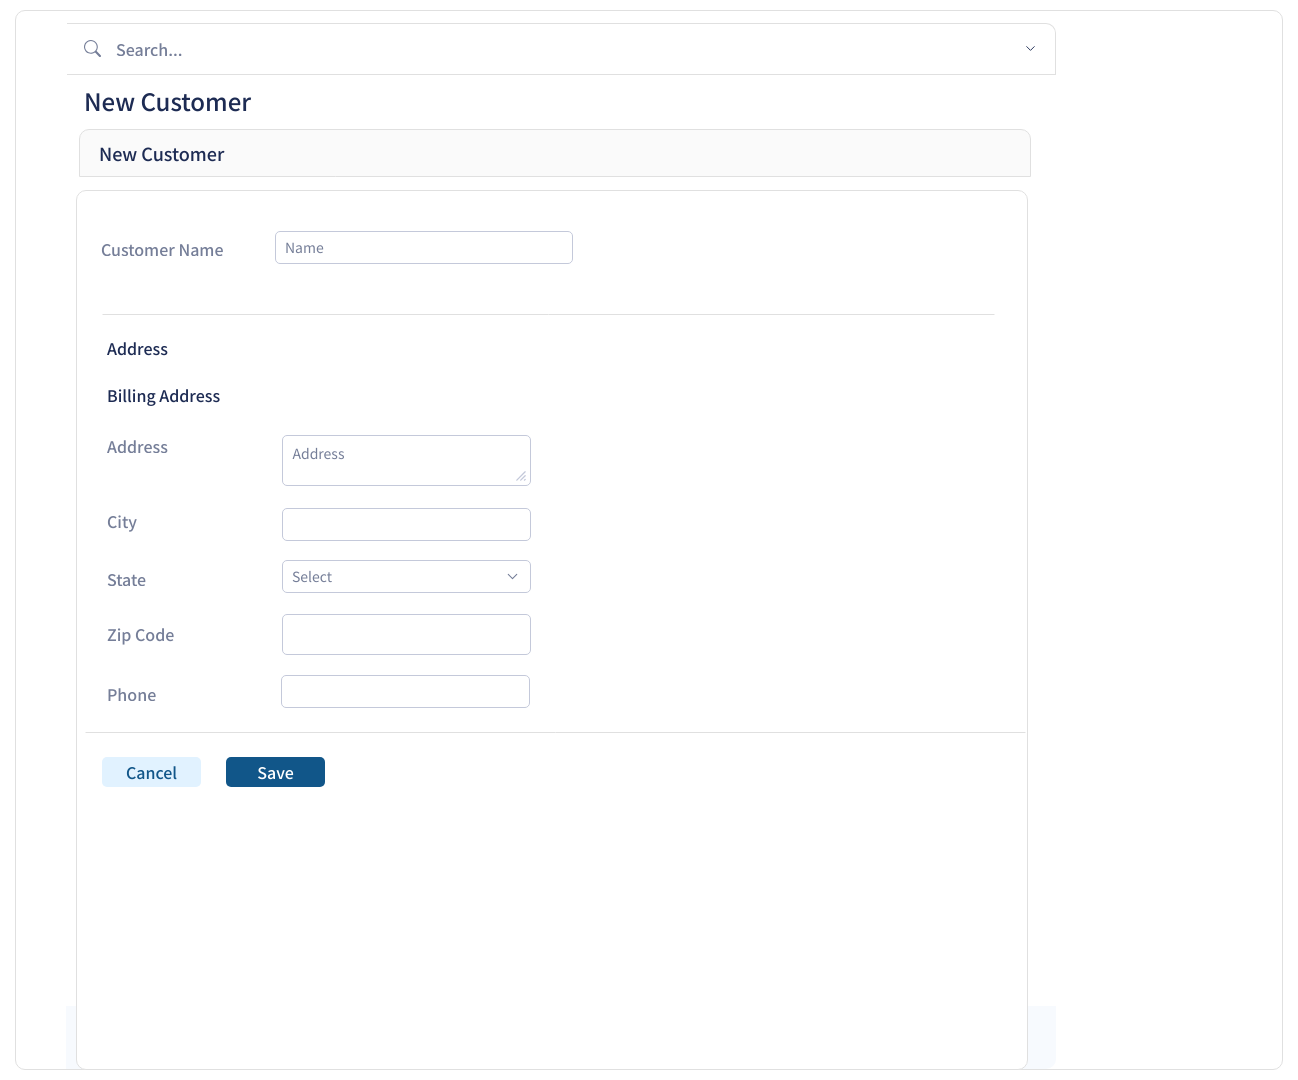 Search...
New Customer
New Customer
Customer Name
Name
Address
Billing Address
Address
Address
City
State
Select
Zip Code
Phone
Cancel
Save